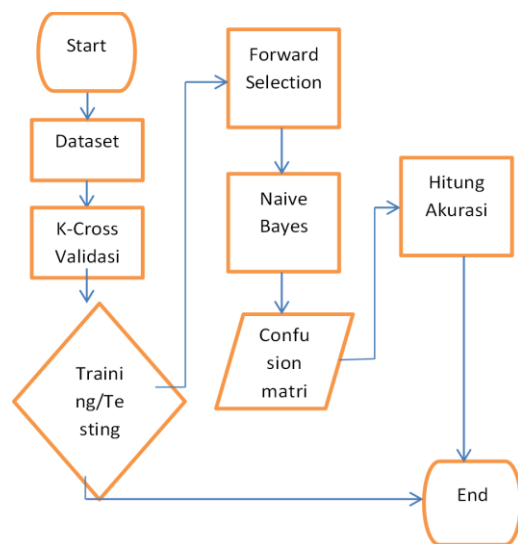 Start
Dataset
K-Cross
Validasi
Traini
ng/Te
sting
Forward
Selection
Naive
Bayes
Confu
sion
matri
Hitung
Akurasi
End